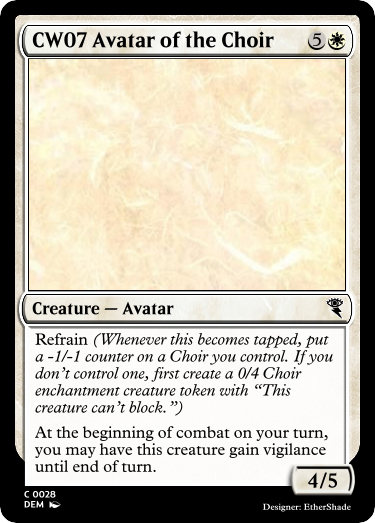 CW07 Avatar of the Choir 5
Creature — Avatar
Refrain (Whenever this becomes tapped, put
a -1/-1 counter on a Choir you control. If you
don't control one, first create a 0/4 Choir
enchantment creature token with “This
creature can't block.”)
At the beginning of combat on your turn,
you may have this creature gain vigilance
until end of turn.
4/5
C 0028
DEM
Designer: EtherShade